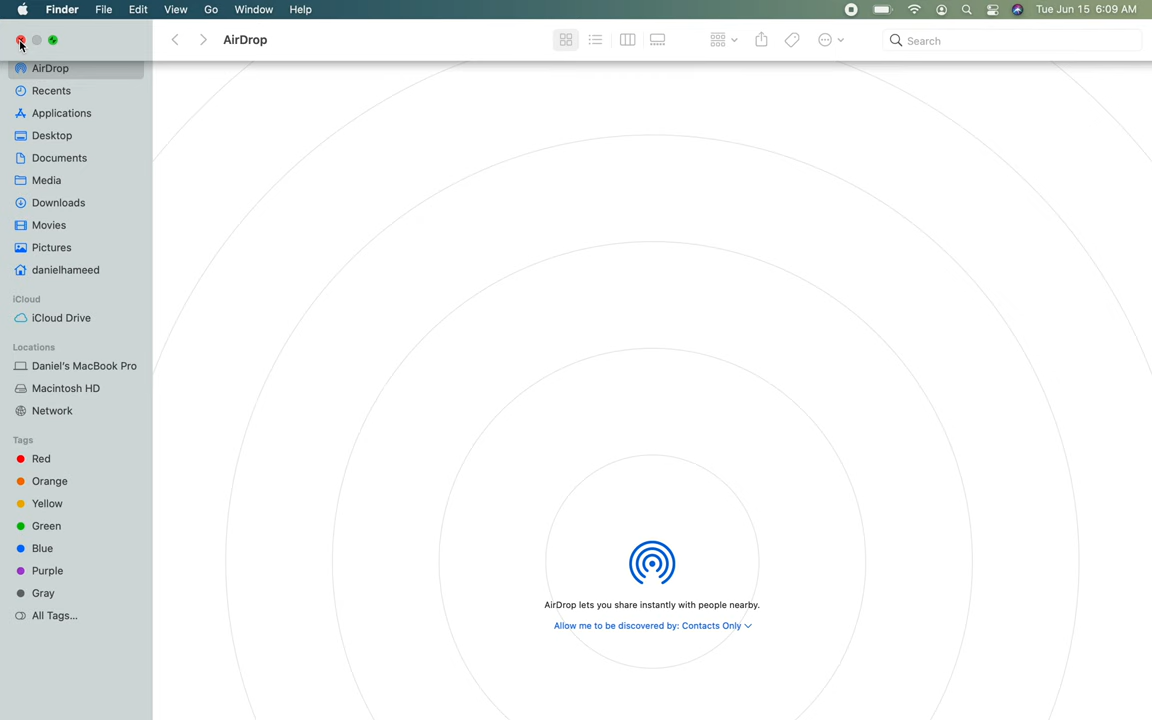 Finder File Edit View Go Window Help Tue Jun 15 6:09 AM
AirDrop Search
AirDrop
Recents
Applications
Desktop
Documents
Media
Downloads
Movies
Pictures
danielhameed
iCloud
iCloud Drive
Locations
Daniel's MacBook Pro
Macintosh HD
Network
Tags
Red
Orange
Yellow
Green
Blue
Purple
Gray
All Tags...
AirDrop lets you share instantly with people nearby.
Allow me to be discovered by: Contacts Only